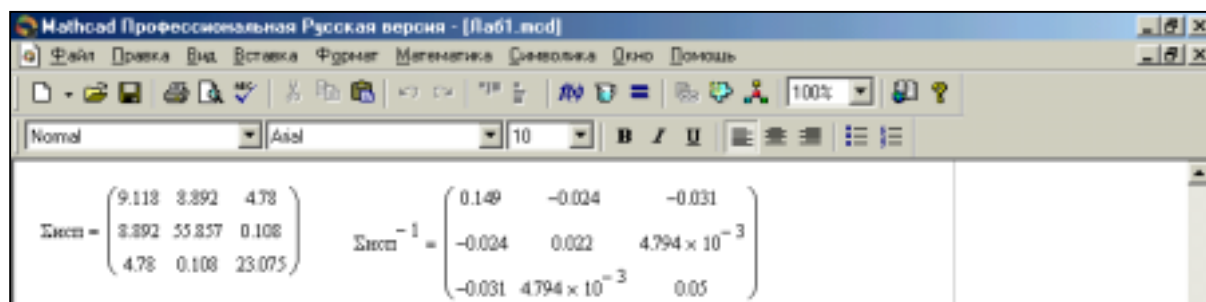 Mathcad Профессиональная Русская версия - [Лаб1.mcd]
Файл Правка Вид Вставка Формат Математика Символика Окно Помощь
100%
Normal Arial 10 B I U
Σисп = (9.118 8.892 4.78
8.892 55.857 0.108
4.78 0.108 23.075)
Σисп⁻¹ = (0.149 −0.024 −0.031
−0.024 0.022 4.794 × 10⁻³
−0.031 4.794 × 10⁻³ 0.05)